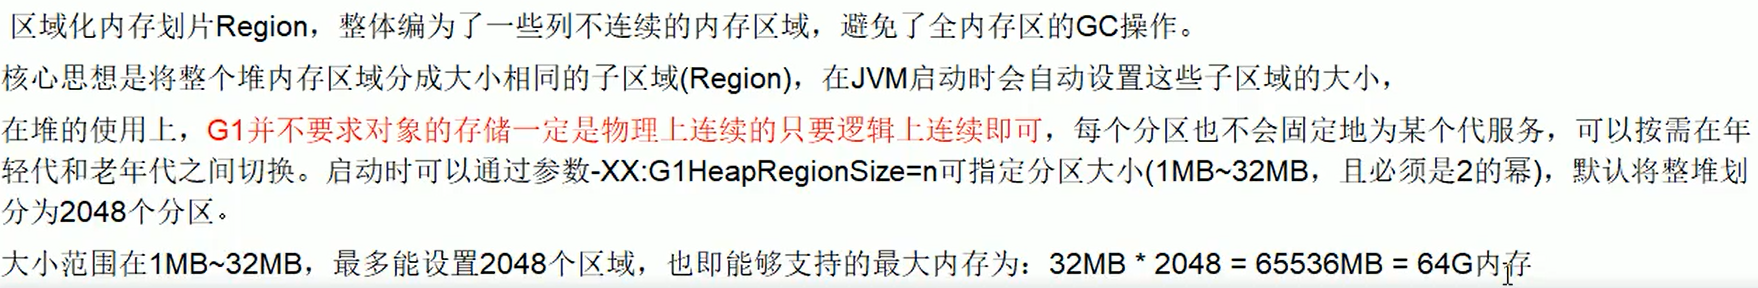 区域化内存划片Region，整体编为了一些列不连续的内存区域，避免了全内存区的GC操作。
核心思想是将整个堆内存区域分成大小相同的子区域(Region)，在JVM启动时会自动设置这些子区域的大小，
在堆的使用上，G1并不要求对象的存储一定是物理上连续的只要逻辑上连续即可，每个分区也不会固定地为某个代服务，可以按需在年
轻代和老年代之间切换。启动时可以通过参数-XX:G1HeapRegionSize=n可指定分区大小(1MB~32MB，且必须是2的幂)，默认将整堆划
分为2048个分区。
大小范围在1MB~32MB，最多能设置2048个区域，也即能够支持的最大内存为：32MB * 2048 = 65536MB = 64G内存